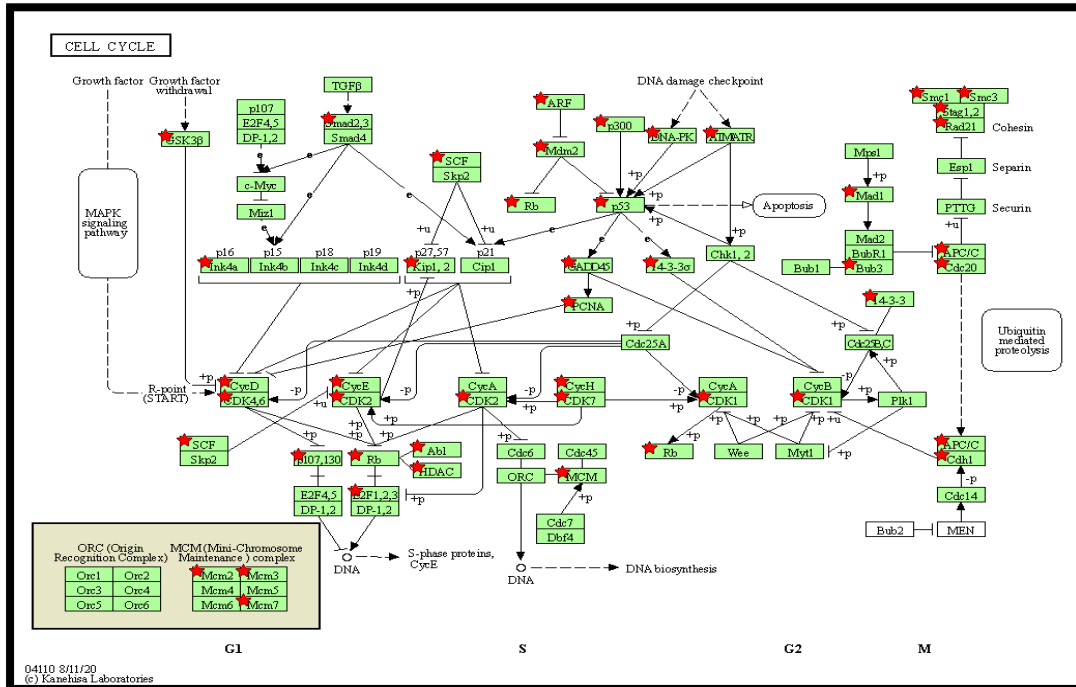 CELL CYCLE
Growth factor
Growth factor
withdrawal
GSK3β
MAPK
signaling
pathway
R-point
(START)
p107
E2F4,5
DP-1,2
e
c-Myc
Miz1
e
TGFβ
Smad2,3
Smad4
e
e
SCF
Skp2
+u
+u
ARF
Mdm2
Rb
p300
p53
DNA damage checkpoint
DNA-PK
ATM/ATR
+p
+p
+p
Apoptosis
Chk1, 2
p16
Ink4a
p15
Ink4b
p18
Ink4c
p19
Ink4d
p27,57
Kip1, 2
p21
Cip1
e
e
e
GADD45
14-3-3σ
PCNA
+p
Cdc25A
+p
Smc1
Smc3
Stag1,2
Rad21
Cohesin
Esp1
Separin
PTTG
Securin
+u
Mps1
+p
Mad1
Mad2
BubR1
Bub3
Bub1
APC/C
Cdc20
14-3-3
+p
Cdc25B,C
Ubiquitin
mediated
proteolysis
+p
CycD
CDK4,6
-p
CycE
CDK2
+u
-p
CycA
CDK2
-p
CycH
CDK7
+p
+p
CycA
CDK1
-p
CycB
CDK1
-p
+p
+p
Plk1
+u
SCF
Skp2
+p
p107,130
+p
+p
Rb
Abl
HDAC
+p
+p
Cdc6
ORC
Cdc45
MCM
+p
Cdc7
Dbf4
Rb
+p
+p
Wee
+p
Myt1
+p
APC/C
Cdh1
-p
Cdc14
Bub2
MEN
E2F4,5
DP-1,2
E2F1,2,3
DP-1,2
+p
DNA
S-phase proteins,
CycE
DNA
DNA biosynthesis
ORC (Origin
Recognition Complex)
Orc1
Orc2
Orc3
Orc4
Orc5
Orc6
MCM (Mini-Chromosome
Maintenance ) complex
Mcm2
Mcm3
Mcm4
Mcm5
Mcm6
Mcm7
G1
S
G2
M
04110 8/11/20
(c) Kanehisa Laboratories